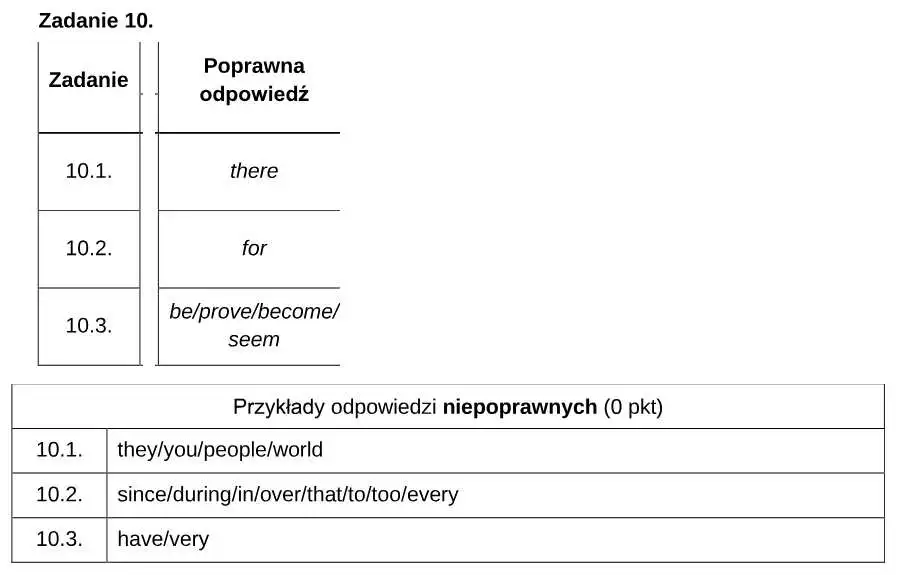 Zadanie 10.
Zadanie
Poprawna
odpowiedź
10.1.
there
10.2.
for
10.3.
be/prove/become/
seem
Przykłady odpowiedzi niepoprawnych (0 pkt)
10.1. they/you/people/world
10.2. since/during/in/over/that/to/too/every
10.3. have/very